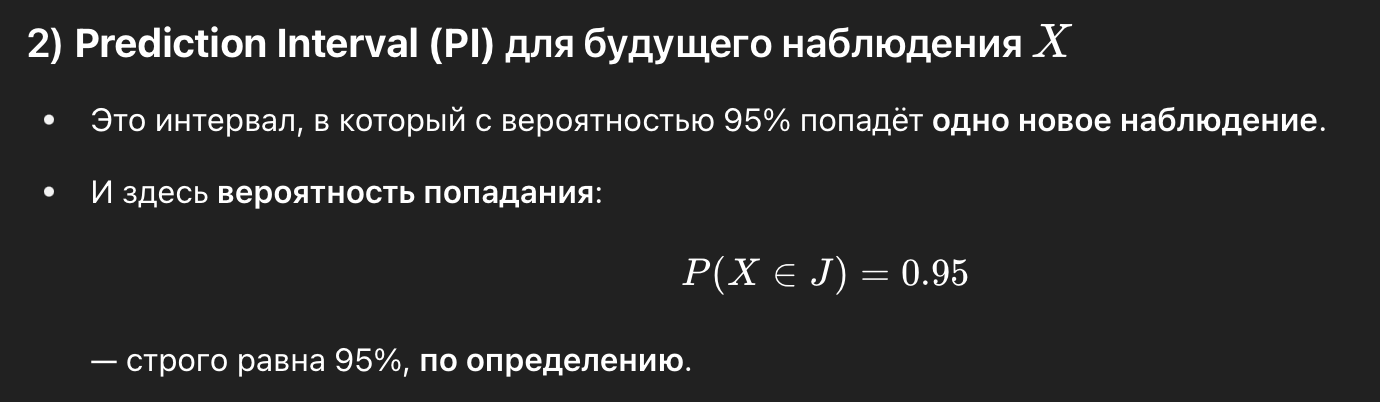 2) Prediction Interval (PI) для будущего наблюдения X
• Это интервал, в который с вероятностью 95% попадёт одно новое наблюдение.
• И здесь вероятность попадания:
P(X ∈ J) = 0.95
— строго равна 95%, по определению.